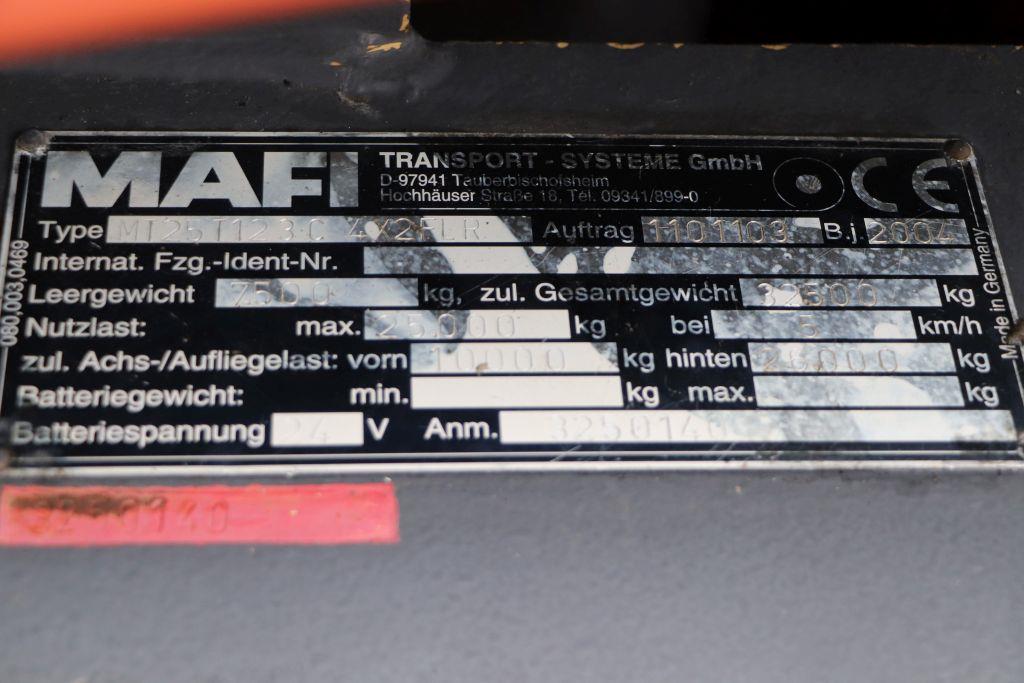 MAFI TRANSPORT - SYSTEME GmbH
D-97941 Tauberbischofsheim
Hochhäuser Straße 18, Tel. 09341/899-0
CE
Type MT25T123C 4X2FLR Auftrag 1101103 B.j. 2004
Internat. Fzg.-Ident-Nr.
Leergewicht 7500 kg, zul. Gesamtgewicht 32500 kg
Nutzlast: max. 25000 kg bei 5 km/h
zul. Achs-/Aufliegelast: vorn 10000 kg hinten 26000 kg
Batteriegewicht: min. kg max. kg
Batteriespannung 24 V Anm. 3250140
080.003.0469
Made in Germany
3250140